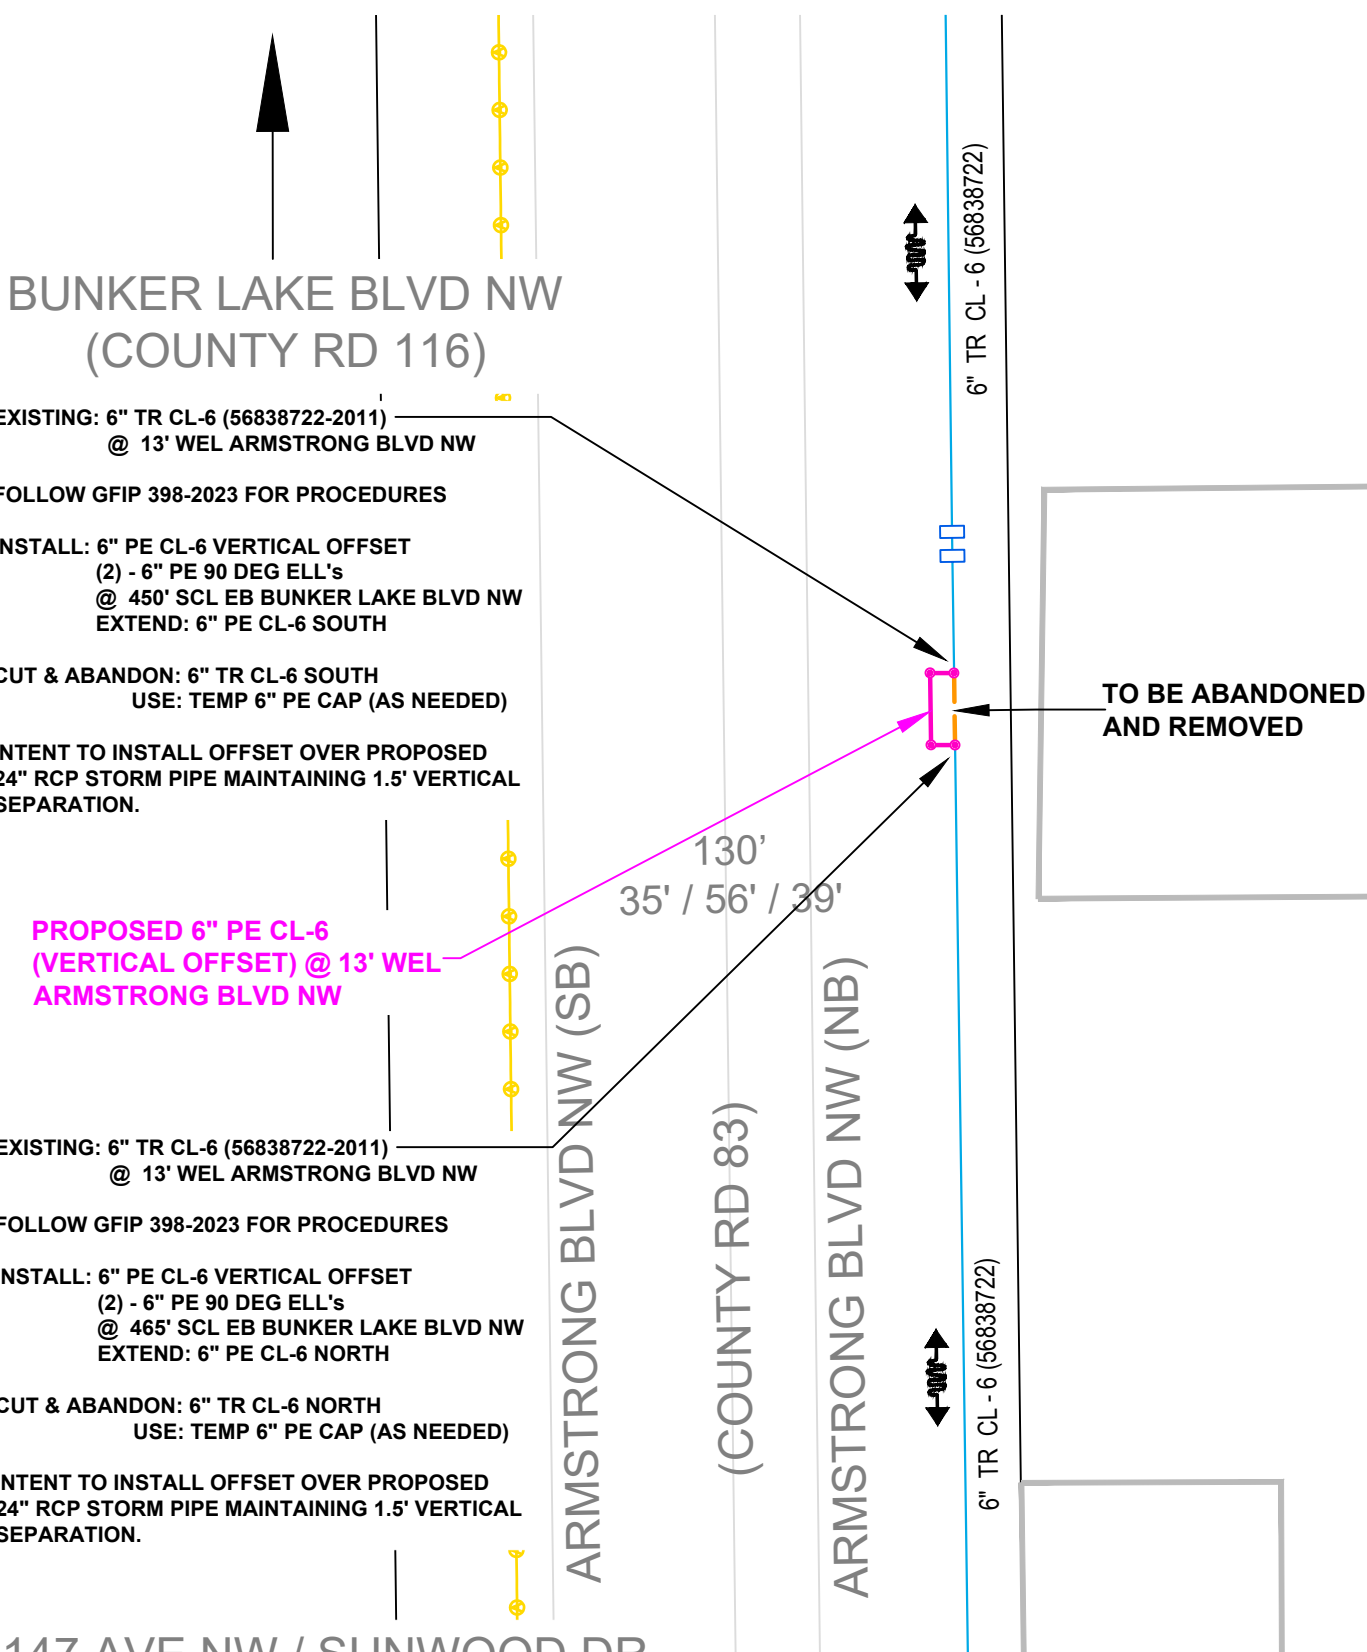 BUNKER LAKE BLVD NW
(COUNTY RD 116)
EXISTING: 6" TR CL-6 (56838722-2011)
@ 13' WEL ARMSTRONG BLVD NW
FOLLOW GFIP 398-2023 FOR PROCEDURES
NSTALL: 6" PE CL-6 VERTICAL OFFSET
(2) - 6" PE 90 DEG ELL's
@ 450' SCL EB BUNKER LAKE BLVD NW
EXTEND: 6" PE CL-6 SOUTH
CUT & ABANDON: 6" TR CL-6 SOUTH
USE: TEMP 6" PE CAP (AS NEEDED)
NTENT TO INSTALL OFFSET OVER PROPOSED
24" RCP STORM PIPE MAINTAINING 1.5' VERTICAL
SEPARATION.
6" TR CL - 6 (56838722)
TO BE ABANDONED
AND REMOVED
130’
35' / 56' / 39'
PROPOSED 6" PE CL-6
(VERTICAL OFFSET) @ 13' WEL
ARMSTRONG BLVD NW
EXISTING: 6" TR CL-6 (56838722-2011)
@ 13' WEL ARMSTRONG BLVD NW
FOLLOW GFIP 398-2023 FOR PROCEDURES
NSTALL: 6" PE CL-6 VERTICAL OFFSET
(2) - 6" PE 90 DEG ELL's
@ 465' SCL EB BUNKER LAKE BLVD NW
EXTEND: 6" PE CL-6 NORTH
CUT & ABANDON: 6" TR CL-6 NORTH
USE: TEMP 6" PE CAP (AS NEEDED)
NTENT TO INSTALL OFFSET OVER PROPOSED
24" RCP STORM PIPE MAINTAINING 1.5' VERTICAL
SEPARATION.
ARMSTRONG BLVD NW (SB)
(COUNTY RD 83)
ARMSTRONG BLVD NW (NB)
6" TR CL - 6 (56838722)
147 AVE NW / SUNWOOD DR